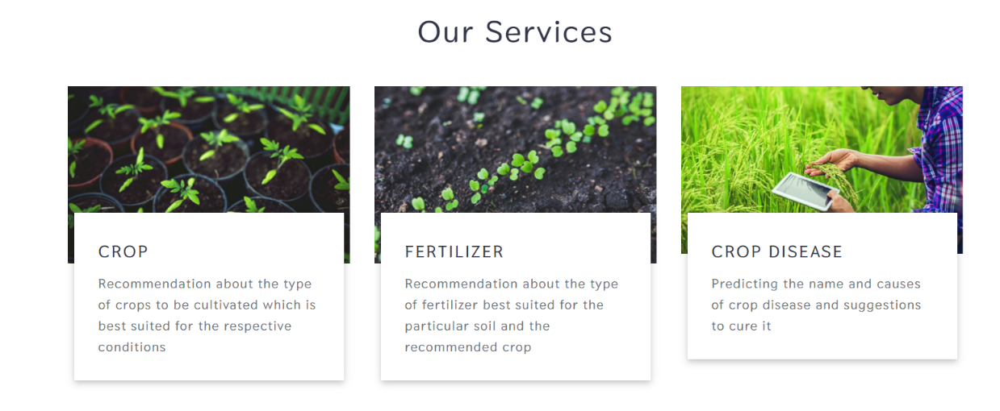 Our Services
CROP
Recommendation about the type
of crops to be cultivated which is
best suited for the respective
conditions
FERTILIZER
Recommendation about the type
of fertilizer best suited for the
particular soil and the
recommended crop
CROP DISEASE
Predicting the name and causes
of crop disease and suggestions
to cure it